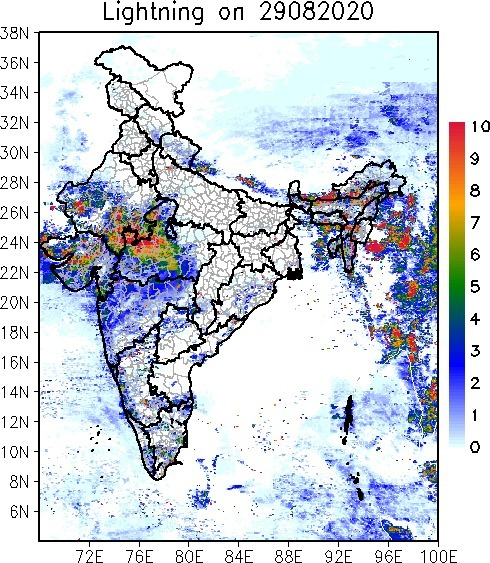 Lightning on 29082020
38N
36N
34N
32N
30N
28N
26N
24N
22N
20N
18N
16N
14N
12N
10N
8N
6N
72E 76E 80E 84E 88E 92E 96E 100E
10
9
8
7
6
5
4
3
2
1
0